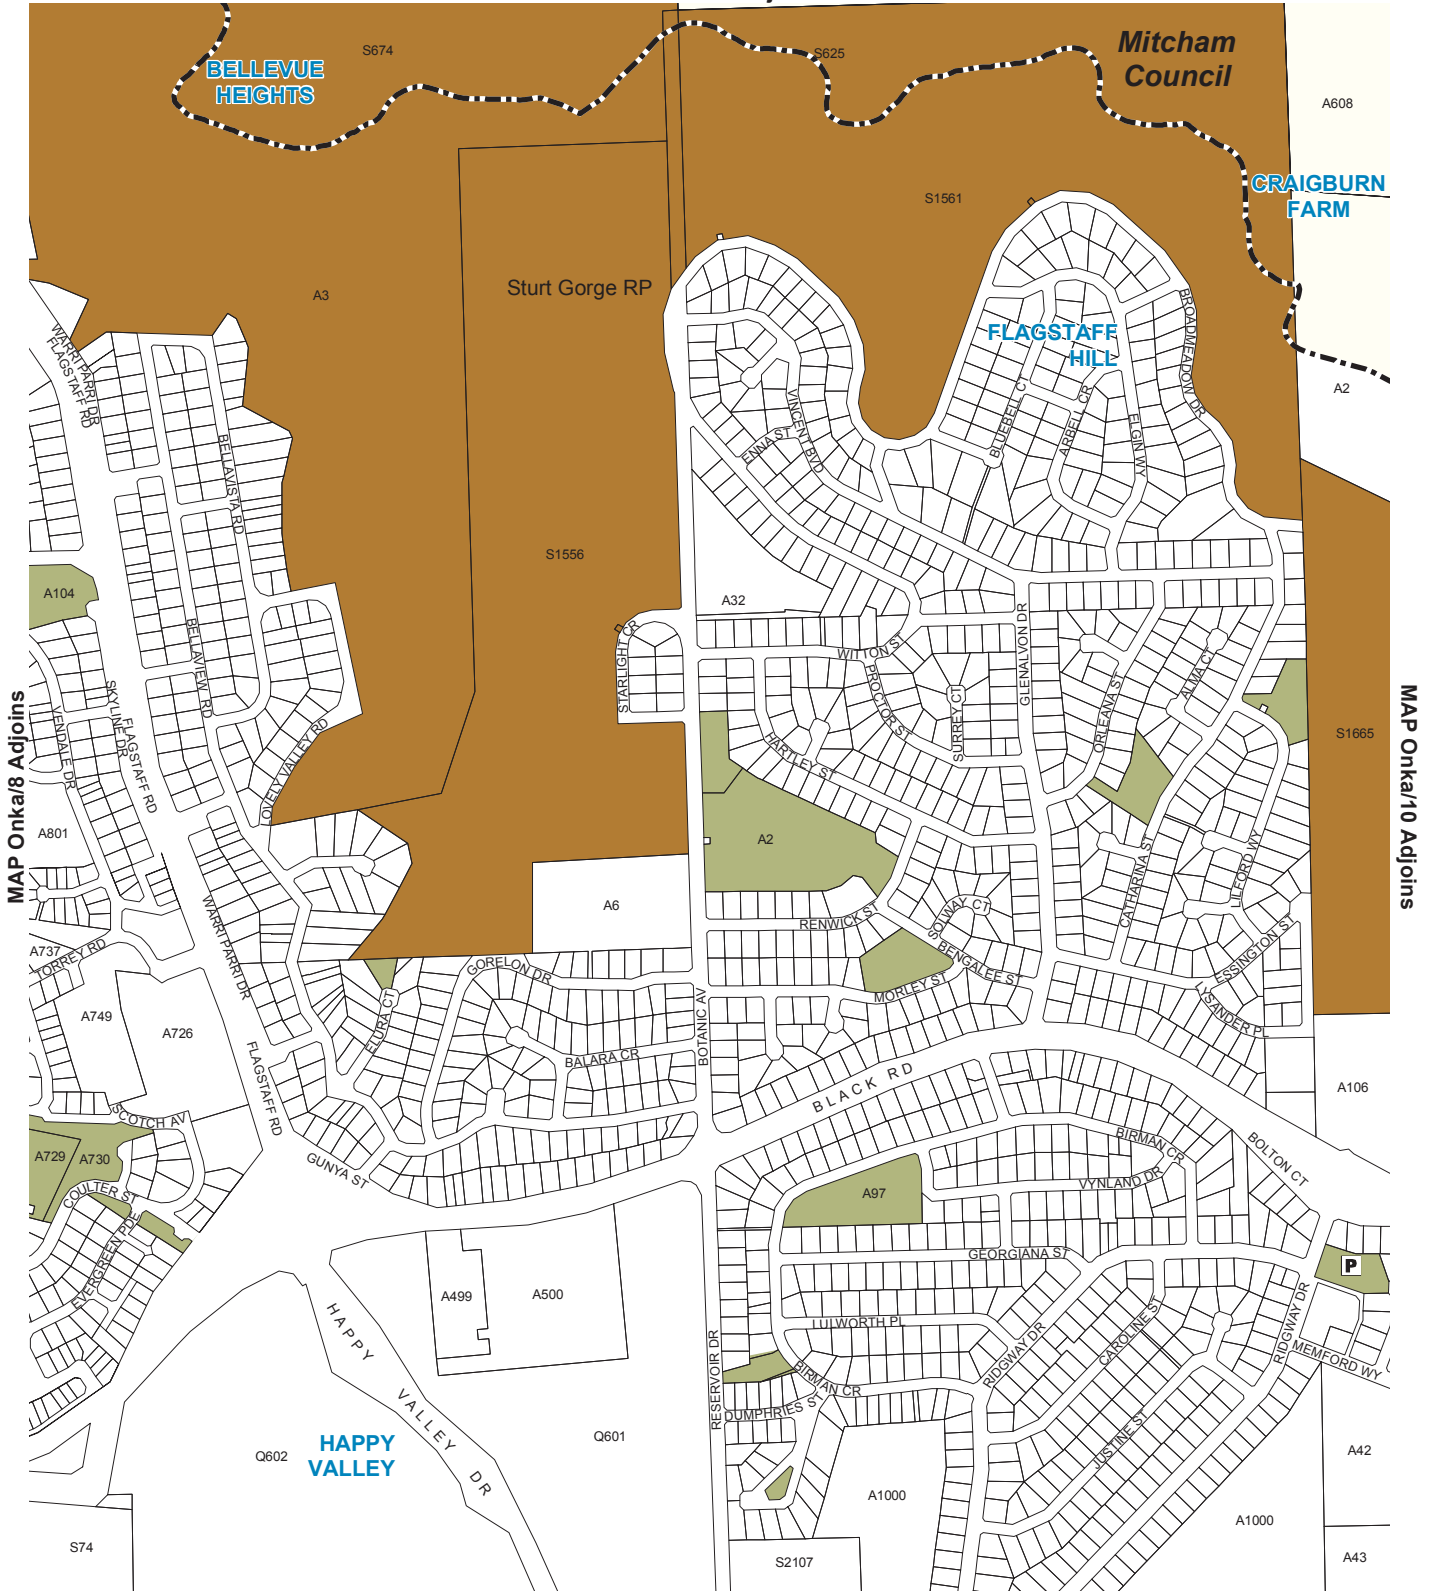 S674
S625
Mitcham
Council
BELLEVUE
HEIGHTS
A608
CRAIGBURN
FARM
S1561
Sturt Gorge RP
A3
BROADMEADOW DR
FLAGSTAFF
HILL
WARRI PARRI DR
FLAGSTAFF RD
A2
BLUEBELL CT
ARBELL CR
ELGIN WY
VINCENT BVD
ENNA ST
BELLAVISTA RD
S1556
A104
A32
STARLIGHT CR
WITTON ST
GLENALVON DR
BELLAVIEW RD
PROCTOR ST
SURREY CT
ORLEANA ST
ALMA CT
SKYLINE DR
FLAGSTAFF RD
VENDALE DR
LOVELY VALLEY RD
HARTLEY ST
S1665
MAP Onka/8 Adjoins
MAP Onka/10 Adjoins
A801
A2
CATHARINA ST
LILFORD WY
A6
RENWICK ST
SOLWAY CT
WARRI PARRI DR
A737
TORREY RD
GORELON DR
BENGALEE ST
ESSINGTON ST
MORLEY ST
LYSANDER PL
A749
A726
ELURA CT
BOTANIC AV
BALARA CR
BLACK RD
A106
FLAGSTAFF RD
SCOTCH AV
A729
A730
GUNYA ST
BIRMAN CR
BOLTON CT
COULTER ST
A97
VYNLAND DR
EVERGREEN PDE
GEORGIANA ST
P
A499
A500
HAPPY VALLEY DR
LULWORTH PL
RIDGWAY DR
CAROLINE ST
RIDGWAY DR
MEMFORD WY
RESERVOIR DR
BIRMAN CR
DUMPHRIES ST
HAPPY
VALLEY
Q602
Q601
JUSTINE ST
A42
A1000
A1000
S74
S2107
A43